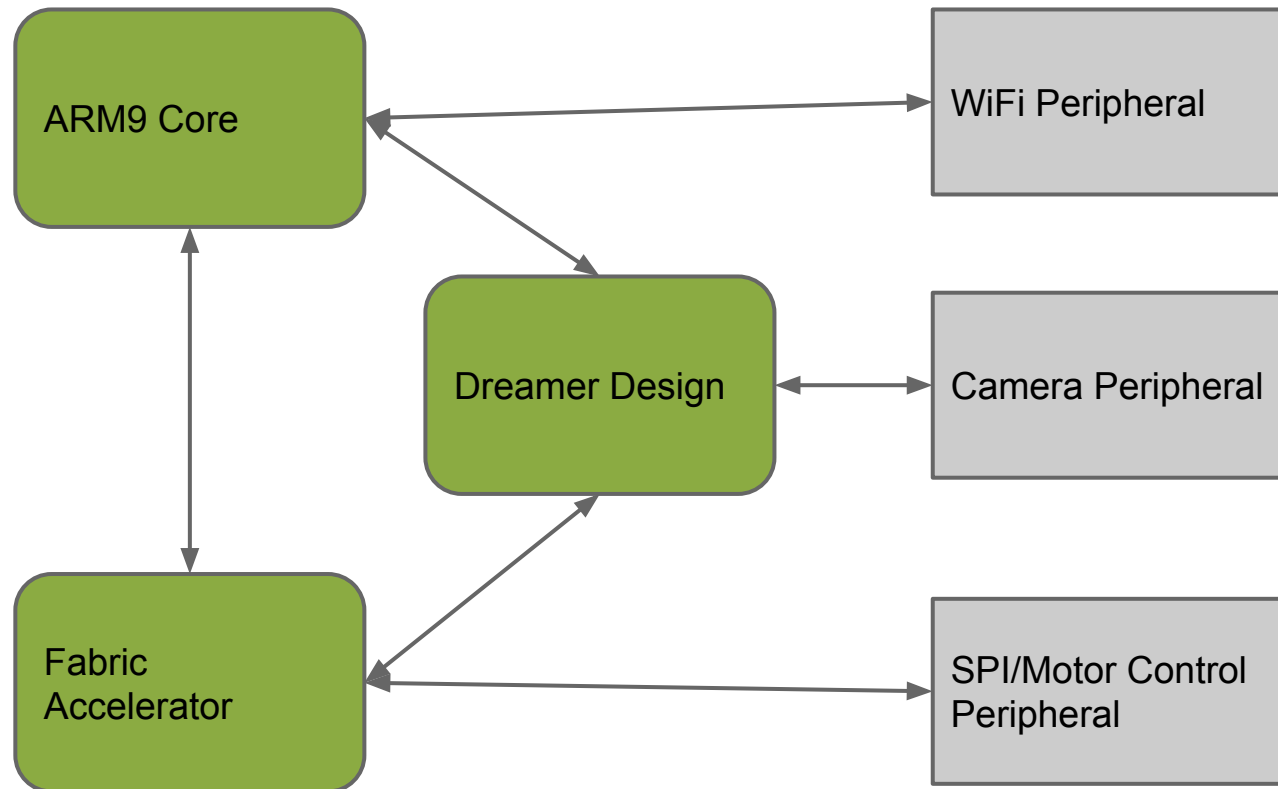 ARM9 Core
WiFi Peripheral
Dreamer Design
Camera Peripheral
Fabric
Accelerator
SPI/Motor Control
Peripheral